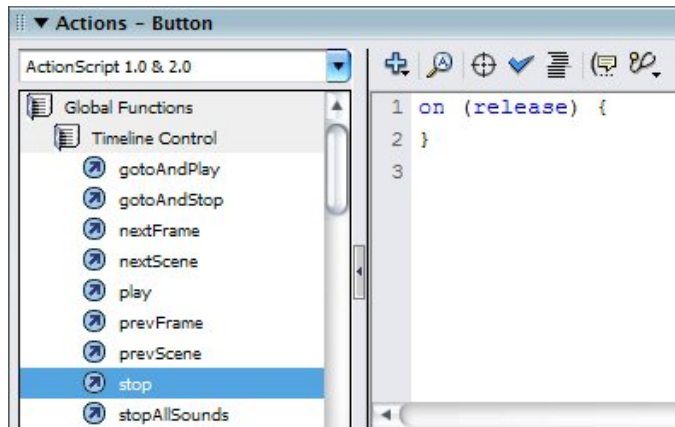 Actions - Button
ActionScript 1.0 & 2.0
Global Functions
Timeline Control
gotoAndPlay
gotoAndStop
nextFrame
nextScene
play
prevFrame
prevScene
stop
stopAllSounds
1 on (release) {
2 }
3